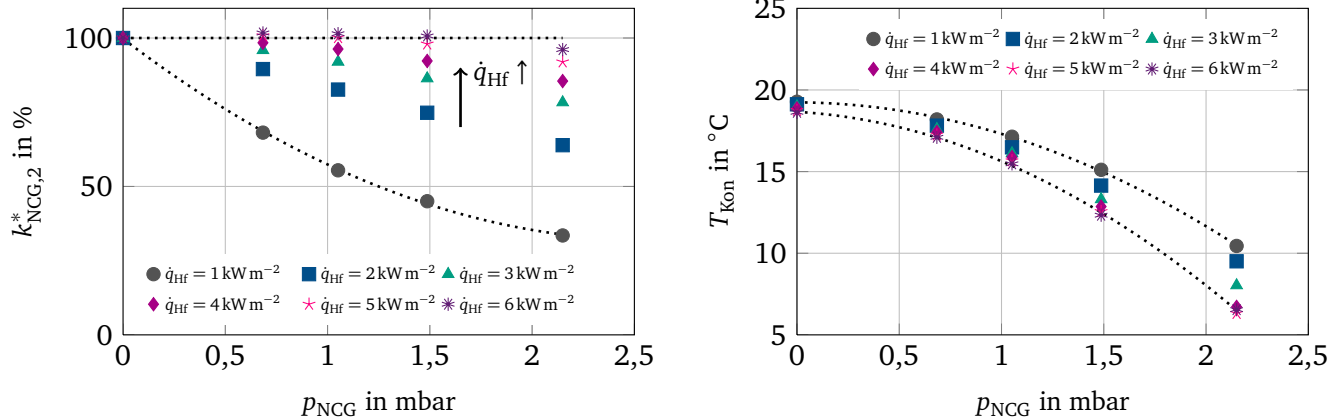 100
50
0
k*NCG,2 in %
q̇Hf ↑
q̇Hf = 1 kW m−2 q̇Hf = 2 kW m−2 q̇Hf = 3 kW m−2
q̇Hf = 4 kW m−2 q̇Hf = 5 kW m−2 q̇Hf = 6 kW m−2
0 0,5 1 1,5 2 2,5
pNCG in mbar
25
20
15
10
5
TKon in °C
q̇Hf = 1 kW m−2 q̇Hf = 2 kW m−2 q̇Hf = 3 kW m−2
q̇Hf = 4 kW m−2 q̇Hf = 5 kW m−2 q̇Hf = 6 kW m−2
0 0,5 1 1,5 2 2,5
pNCG in mbar